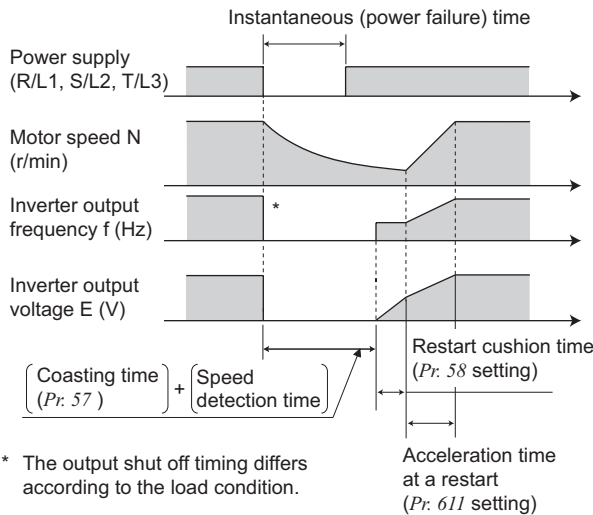 Instantaneous (power failure) time
Power supply
(R/L1, S/L2, T/L3)
Motor speed N
(r/min)
Inverter output
frequency f (Hz)
*
Inverter output
voltage E (V)
Coasting time
(Pr. 57 )
+
Speed
detection time
Restart cushion time
(Pr. 58 setting)
Acceleration time
at a restart
(Pr. 611 setting)
* The output shut off timing differs
according to the load condition.